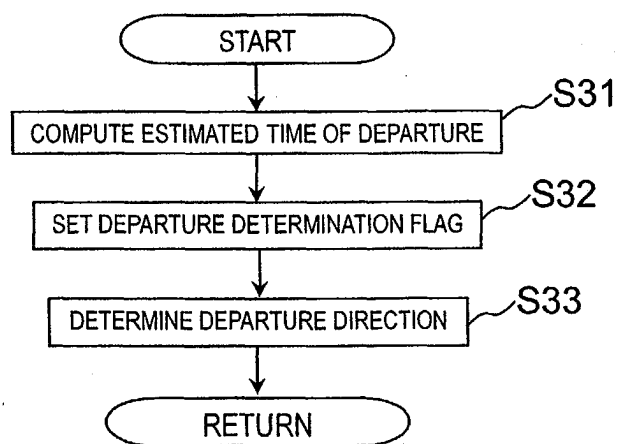 START
S31
COMPUTE ESTIMATED TIME OF DEPARTURE
S32
SET DEPARTURE DETERMINATION FLAG
S33
DETERMINE DEPARTURE DIRECTION
RETURN